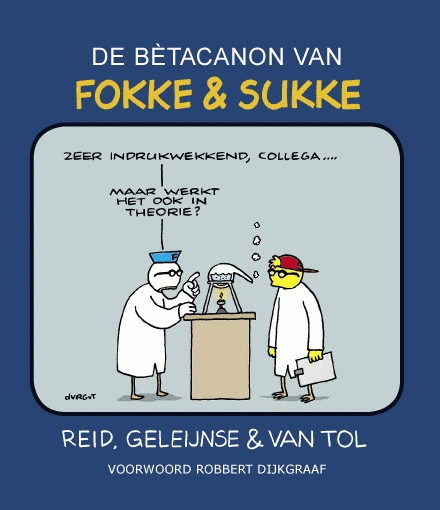 DE BÈTACANON VAN
FOKKE & SUKKE
ZEER INDRUKWEKKEND, COLLEGA....
MAAR WERKT
HET OOK IN
THEORIE?
F
DVRGvT
REID, GELEIJNSE & VAN TOL
VOORWOORD ROBBERT DIJKGRAAF